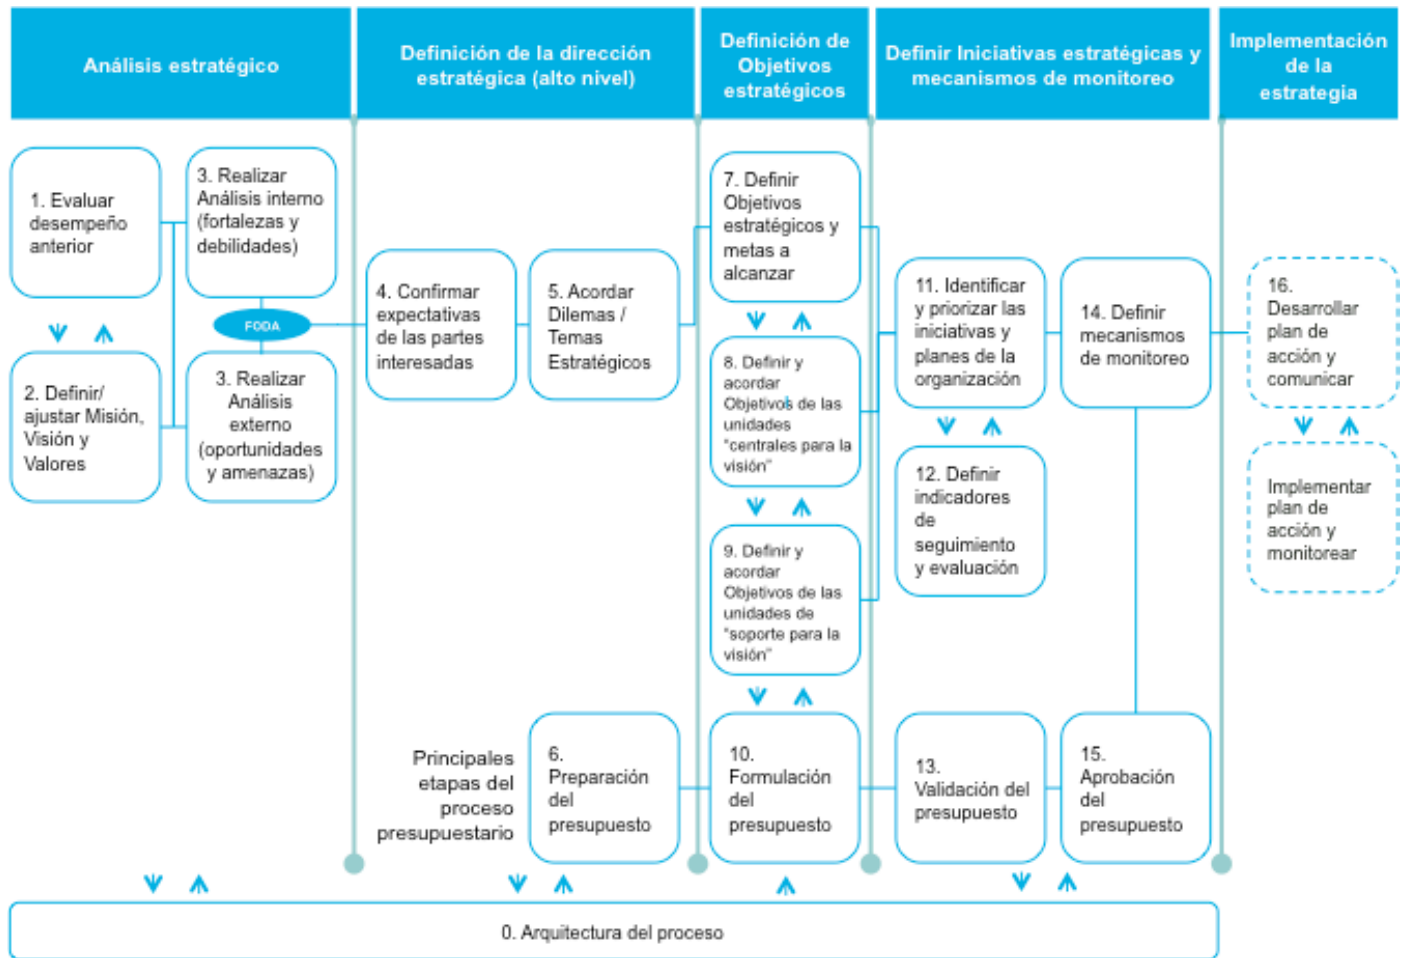 Análisis estratégico
Definición de la dirección
estratégica (alto nivel)
Definición de
Objetivos
estratégicos
Definir Iniciativas estratégicas y
mecanismos de monitoreo
Implementación
de la
estrategia
1. Evaluar
desempeño
anterior
3. Realizar
Análisis interno
(fortalezas y
debilidades)
FODA
2. Definir/
ajustar Misión,
Visión y
Valores
3. Realizar
Análisis
externo
(oportunidades
y amenazas)
4. Confirmar
expectativas
de las partes
interesadas
5. Acordar
Dilemas /
Temas
Estratégicos
7. Definir
Objetivos
estratégicos y
metas a
alcanzar
8. Definir y
acordar
Objetivos de las
unidades
"centrales para la
visión"
9. Definir y
acordar
Objetivos de las
unidades de
"soporte para la
visión"
11. Identificar
y priorizar las
iniciativas y
planes de la
organización
12. Definir
indicadores
de
seguimiento
y evaluación
14. Definir
mecanismos
de monitoreo
16.
Desarrollar
plan de
acción y
comunicar
Implementar
plan de
acción y
monitorear
Principales
etapas del
proceso
presupuestario
6.
Preparación
del
presupuesto
10.
Formulación
del
presupuesto
13.
Validación del
presupuesto
15.
Aprobación
del
presupuesto
0. Arquitectura del proceso